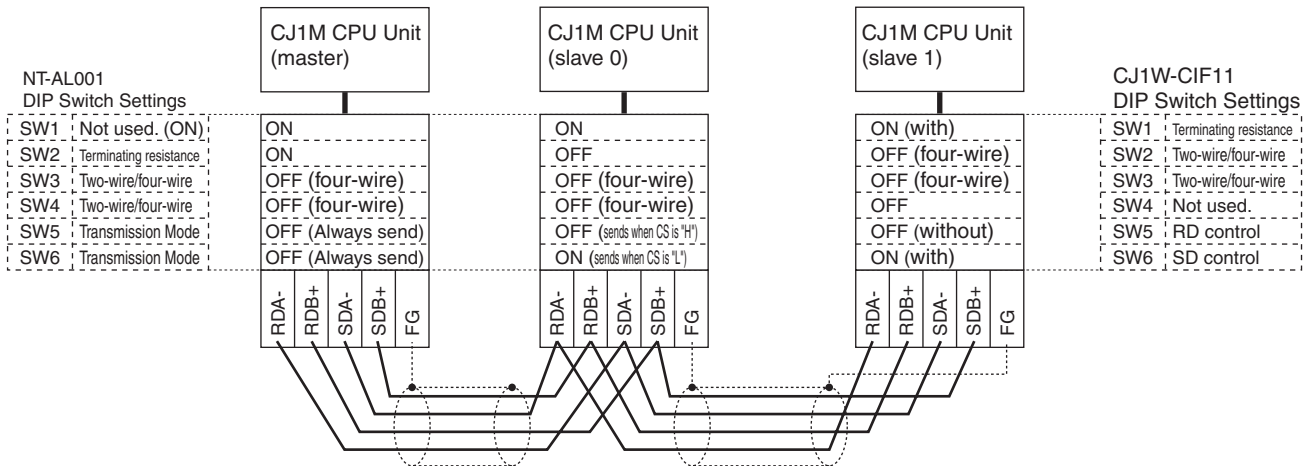 CJ1M CPU Unit
(master)
CJ1M CPU Unit
(slave 0)
CJ1M CPU Unit
(slave 1)
NT-AL001
DIP Switch Settings
SW1 Not used. (ON)
SW2 Terminating resistance
SW3 Two-wire/four-wire
SW4 Two-wire/four-wire
SW5 Transmission Mode
SW6 Transmission Mode
ON
ON
OFF (four-wire)
OFF (four-wire)
OFF (Always send)
OFF (Always send)
RDA-
RDB+
SDA-
SDB+
FG
ON
OFF
OFF (four-wire)
OFF (four-wire)
OFF (sends when CS is "H")
ON (sends when CS is "L")
RDA-
RDB+
SDA-
SDB+
FG
ON (with)
OFF (four-wire)
OFF (four-wire)
OFF
OFF (without)
ON (with)
RDA-
RDB+
SDA-
SDB+
FG
CJ1W-CIF11
DIP Switch Settings
SW1 Terminating resistance
SW2 Two-wire/four-wire
SW3 Two-wire/four-wire
SW4 Not used.
SW5 RD control
SW6 SD control